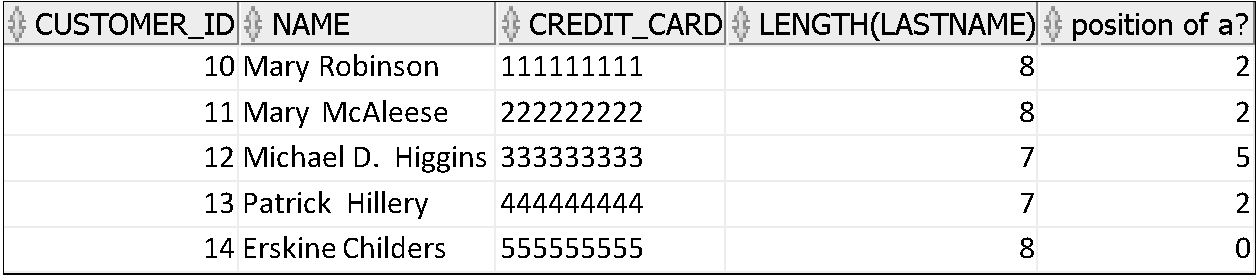 CUSTOMER_ID NAME CREDIT_CARD LENGTH(LASTNAME) position of a?
10 Mary Robinson 111111111 8 2
11 Mary McAleese 222222222 8 2
12 Michael D. Higgins 333333333 7 5
13 Patrick Hillery 444444444 7 2
14 Erskine Childers 555555555 8 0